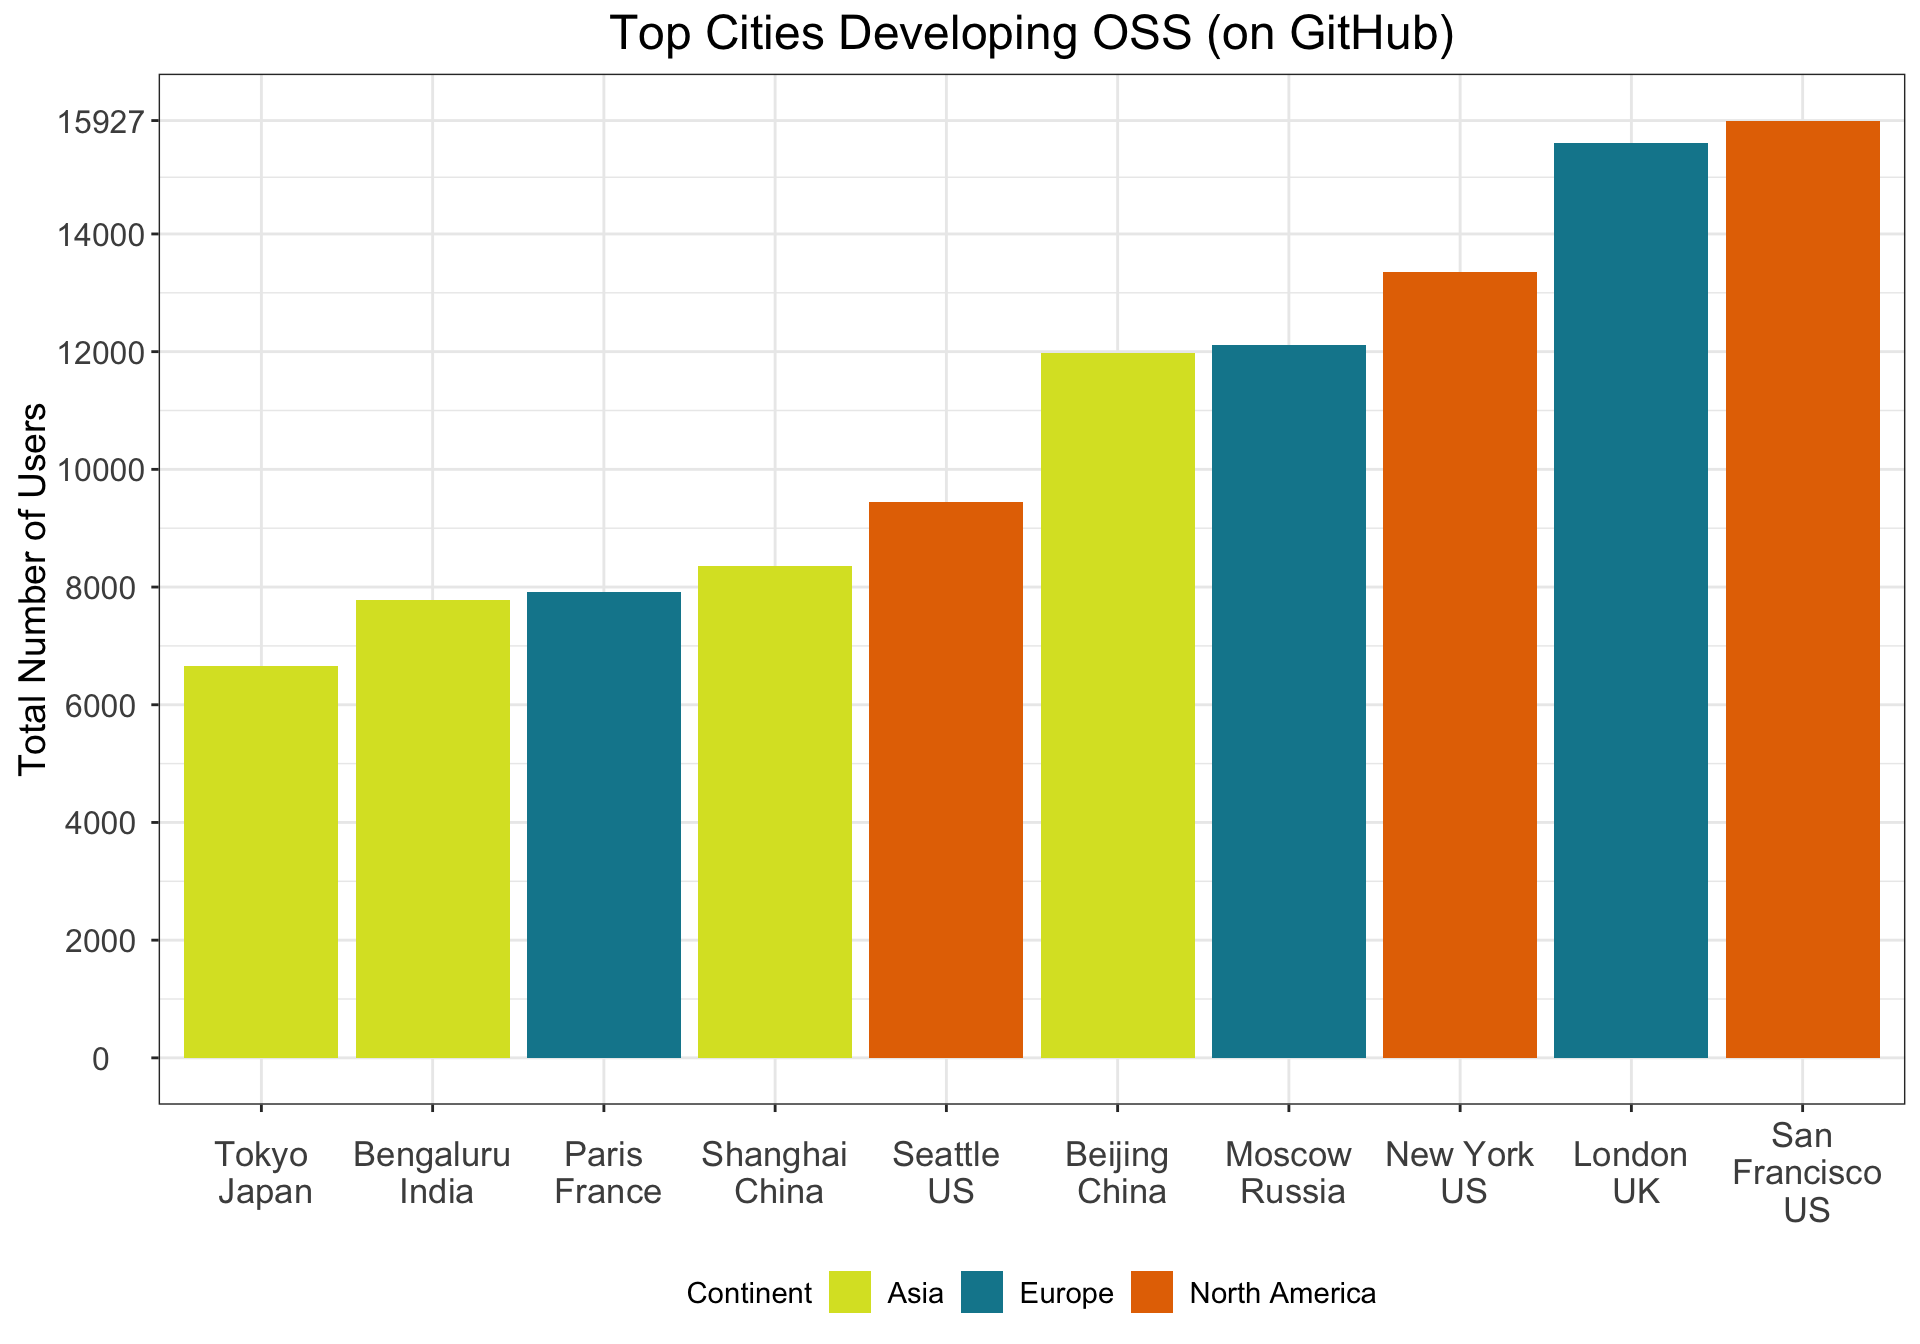 Top Cities Developing OSS (on GitHub)
Total Number of Users
15927
14000
12000
10000
8000
6000
4000
2000
0
Tokyo
Japan
Bengaluru
India
Paris
France
Shanghai
China
Seattle
US
Beijing
China
Moscow
Russia
New York
US
London
UK
San
Francisco
US
Continent Asia Europe North America